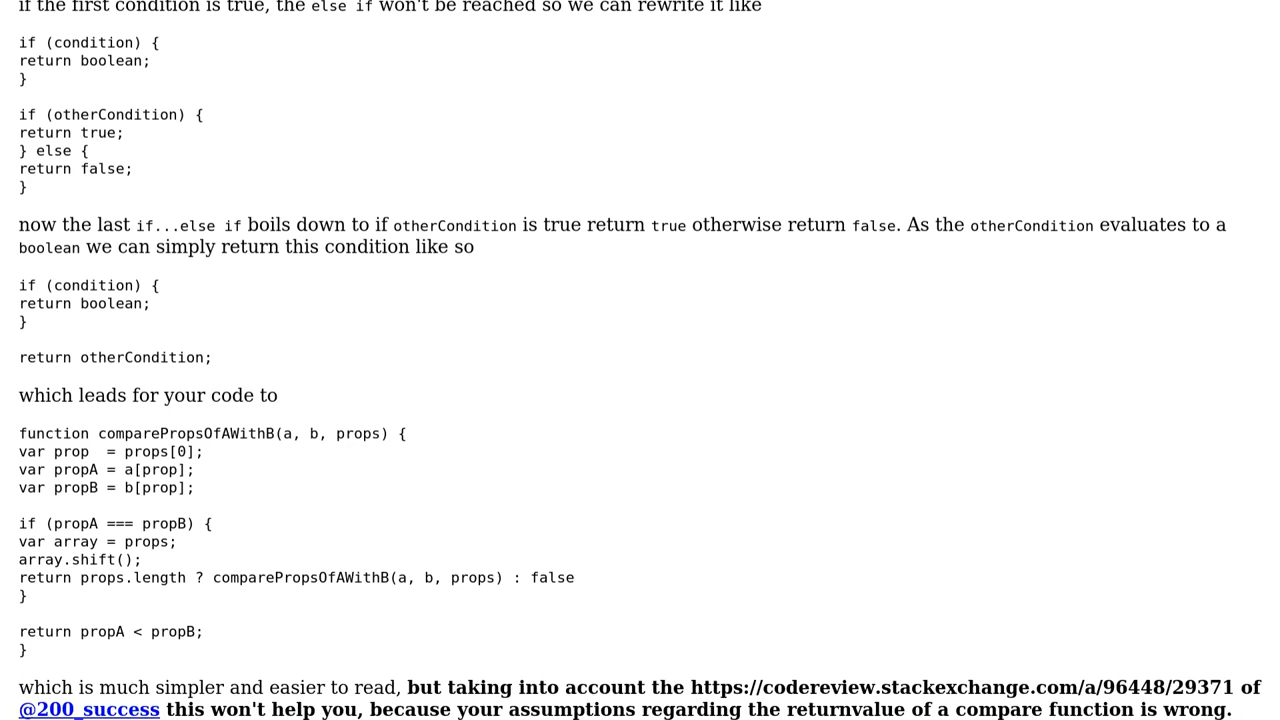 if the first condition is true, the else if won't be reached so we can rewrite it like
if (condition) {
return boolean;
}
if (otherCondition) {
return true;
} else {
return false;
}
now the last if...else if boils down to if otherCondition is true return true otherwise return false. As the otherCondition evaluates to a
boolean we can simply return this condition like so
if (condition) {
return boolean;
}
return otherCondition;
which leads for your code to
function comparePropsOfAWithB(a, b, props) {
var prop  = props[0];
var propA = a[prop];
var propB = b[prop];
if (propA === propB) {
var array = props;
array.shift();
return props.length ? comparePropsOfAWithB(a, b, props) : false
}
return propA < propB;
}
which is much simpler and easier to read, but taking into account the https://codereview.stackexchange.com/a/96448/29371 of
@200_success this won't help you, because your assumptions regarding the returnvalue of a compare function is wrong.